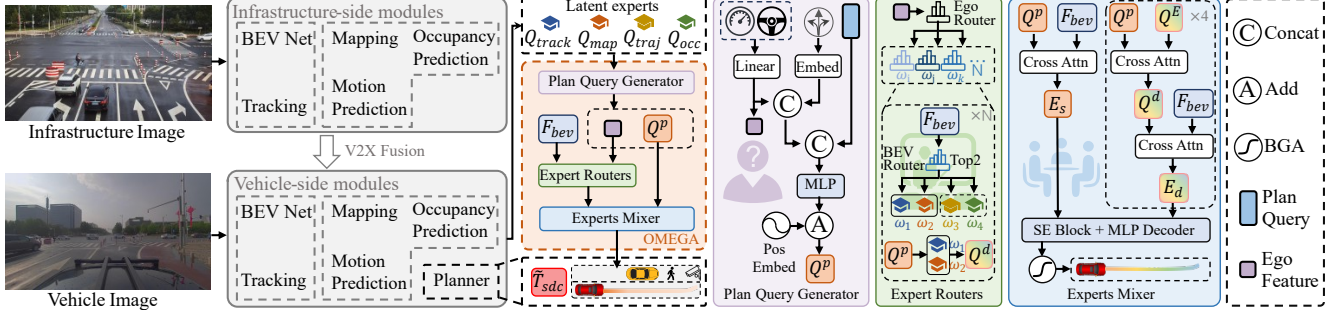 Infrastructure-side modules
BEV Net
Mapping
Occupancy
Prediction
Motion
Prediction
Tracking
Infrastructure Image
V2X Fusion
Vehicle-side modules
BEV Net
Mapping
Occupancy
Prediction
Motion
Prediction
Tracking
Planner
Vehicle Image
Latent experts
Q_track Q_map Q_traj Q_occ
Plan Query Generator
F_bev
Q^p
Expert Routers
Experts Mixer
OMEGA
T̃_sdc
Linear
Embed
C
C
MLP
A
Pos
Embed
Q^p
Plan Query Generator
Ego
Router
ω_i ω_j ω_k ... N
×N
F_bev
BEV
Router
Top2
ω_1 ω_2 ω_3 ω_4
Q^p
ω_1
ω_2
Q^d
Expert Routers
Q^p F_bev Q^p Q^E ×4
Cross Attn
Cross Attn
E_s
Q^d
F_bev
Cross Attn
E_d
SE Block + MLP Decoder
BGA
Experts Mixer
C
Concat
A
Add
BGA
Plan
Query
Ego
Feature